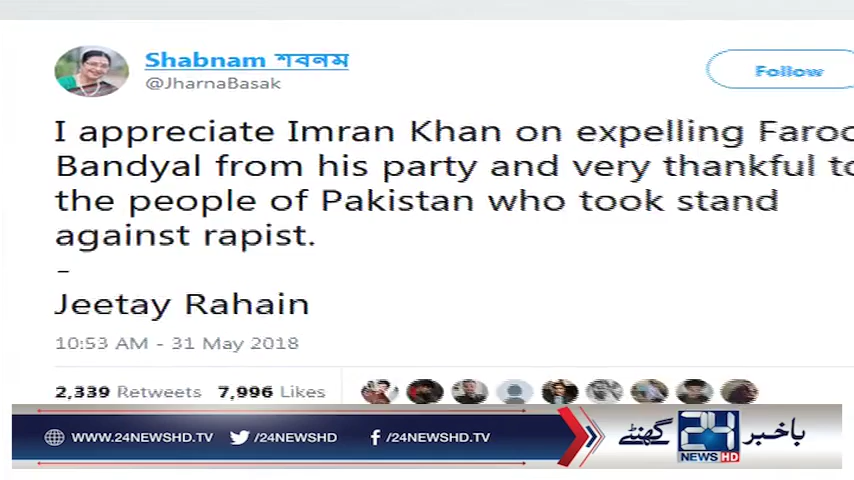 Shabnam শবনম
@JharnaBasak
Follow
I appreciate Imran Khan on expelling Faroo
Bandyal from his party and very thankful to
the people of Pakistan who took stand
against rapist.
-
Jeetay Rahain
10:53 AM - 31 May 2018
2,339 Retweets 7,996 Likes
WWW.24NEWSHD.TV /24NEWSHD /24NEWSHD.TV
باخبر 24 گھنٹے
NEWS HD